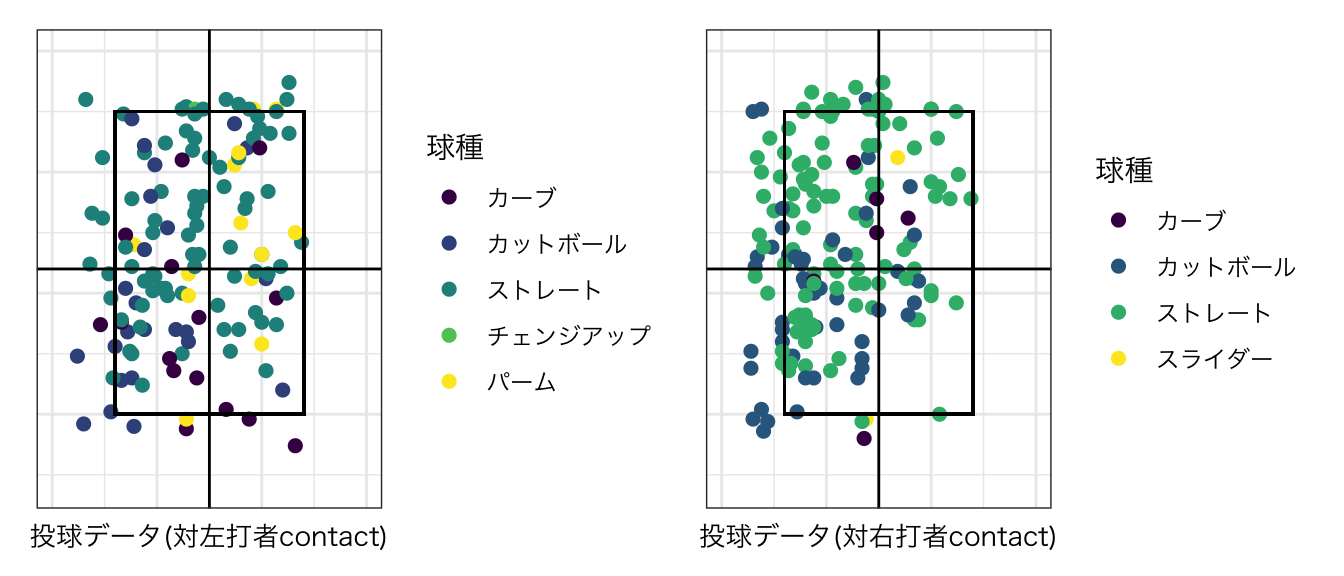 球種
カーブ
カットボール
ストレート
チェンジアップ
パーム
投球データ(対左打者contact)
球種
カーブ
カットボール
ストレート
スライダー
投球データ(対右打者contact)